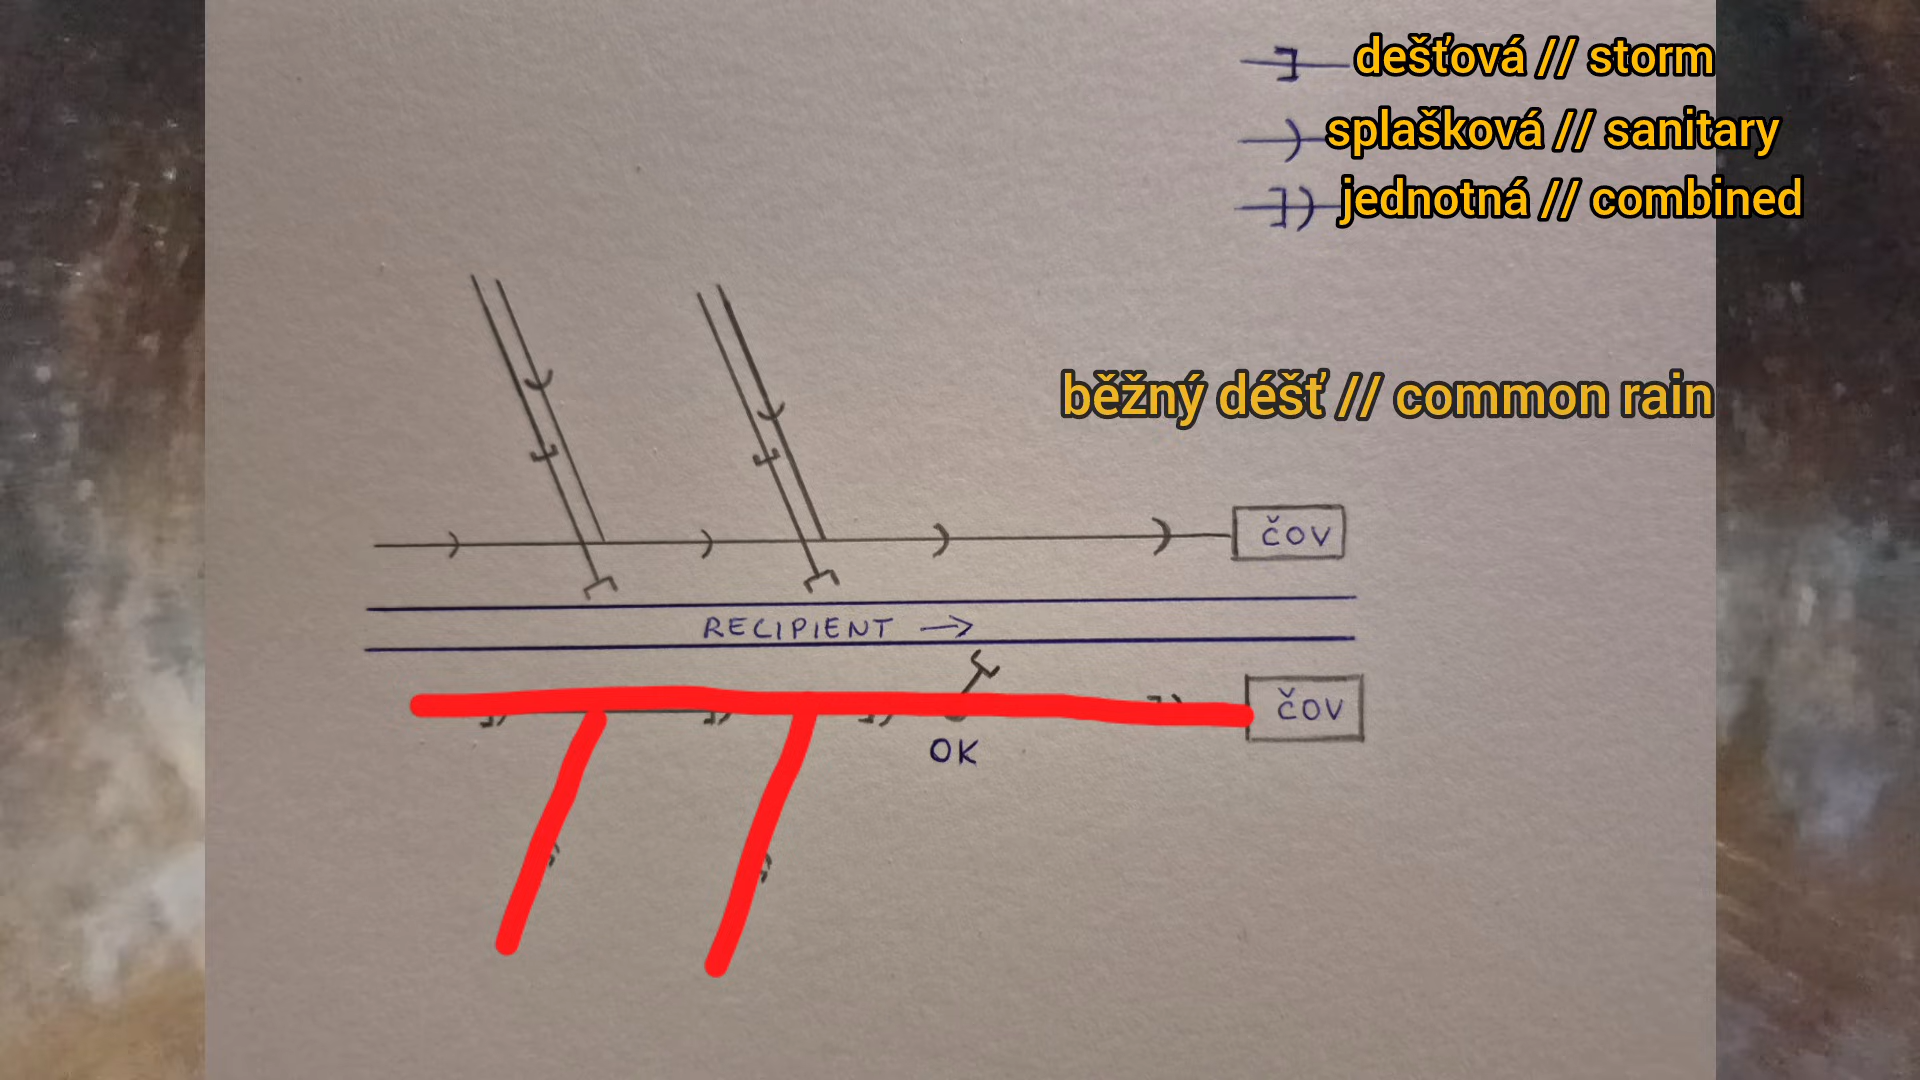 dešťová // storm
splašková // sanitary
jednotná // combined
běžný déšť // common rain
ČOV
RECIPIENT →
ČOV
OK